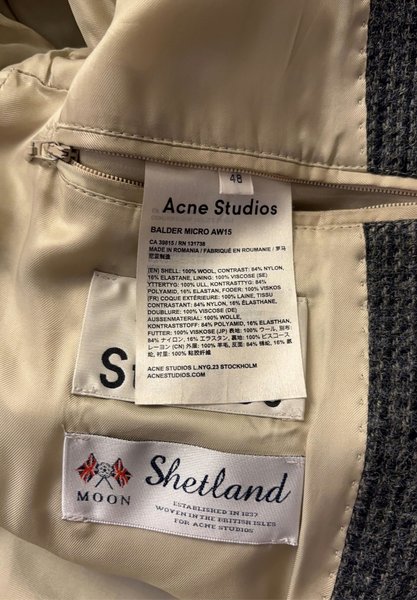 48
Acne Studios
BALDER MICRO AW15
CA 39815 / RN 131738
MADE IN ROMANIA / FABRIQUÉ EN ROUMANIE / 罗马
尼亚制造
(EN) SHELL: 100% WOOL, CONTRAST: 84% NYLON,
16% ELASTANE, LINING: 100% VISCOSE (SE)
YTTERTYG: 100% ULL, KONTRASTTYG: 84%
POLYAMID, 16% ELASTAN, FODER: 100% VISKOS
(FR) COQUE EXTÉRIEURE: 100% LAINE, TISSU
CONTRASTANT: 84% NYLON, 16% ÉLASTHANE,
DOUBLURE: 100% VISCOSE (DE)
AUSSENMATERIAL: 100% WOLLE,
KONTRASTSTOFF: 84% POLYAMID, 16% ELASTHAN,
FUTTER: 100% VISKOSE (JP) 表地: 100% ウール, 別布:
84% ナイロン, 16% エラスタン, 裏地: 100% ビスコース
レーヨン (CN) 外層: 100% 羊毛, 反面: 84% 锦纶, 16% 氨
纶, 衬里: 100% 粘胶纤维
ACNE STUDIOS L.NYG.23 STOCKHOLM
ACNESTUDIOS.COM
S
MOON
Shetland
ESTABLISHED IN 1837
WOVEN IN THE BRITISH ISLES
FOR ACNE STUDIOS